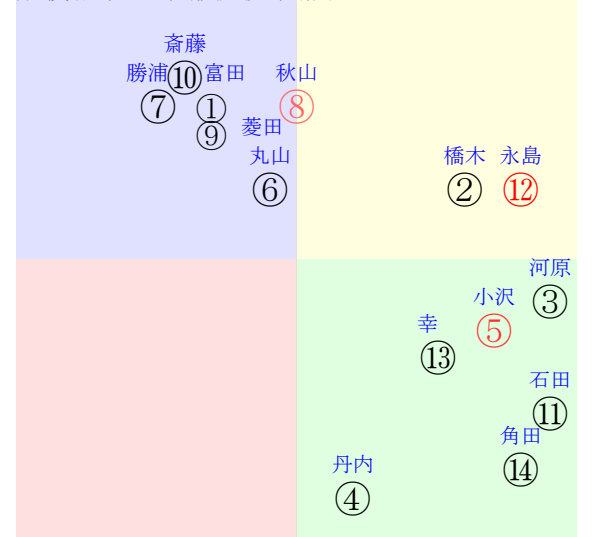 斎藤
勝浦 ⑩ 富田 秋山
⑦ ① ⑧
⑨ 菱田
丸山 橋木 永島
⑥ ② ⑫
河原
小沢 ③
幸 ⑤
⑬
石田
⑪
角田
丹内 ⑭
④